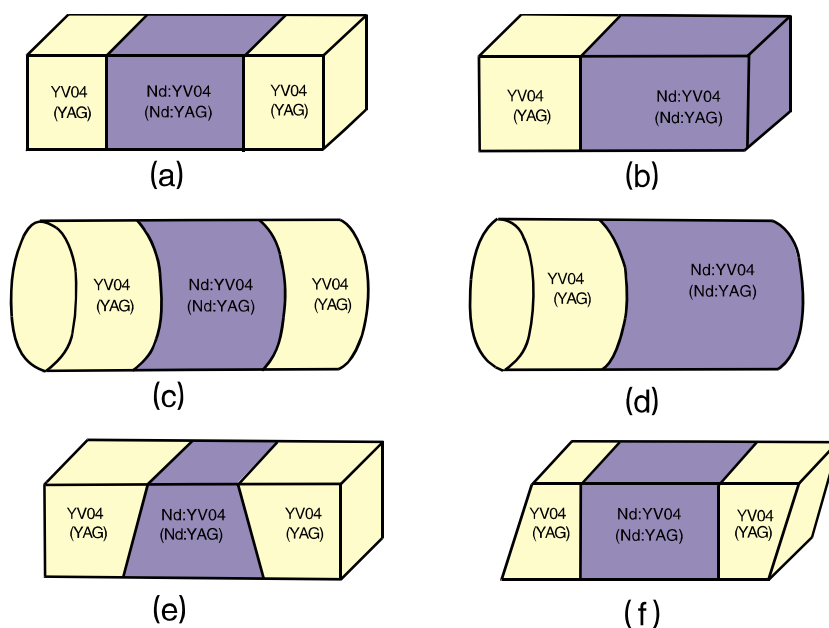 YV04
(YAG)
Nd:YV04
(Nd:YAG)
YV04
(YAG)
(a)
YV04
(YAG)
Nd:YV04
(Nd:YAG)
(b)
YV04
(YAG)
Nd:YV04
(Nd:YAG)
YV04
(YAG)
(c)
YV04
(YAG)
Nd:YV04
(Nd:YAG)
(d)
YV04
(YAG)
Nd:YV04
(Nd:YAG)
YV04
(YAG)
(e)
YV04
(YAG)
Nd:YV04
(Nd:YAG)
YV04
(YAG)
(f)